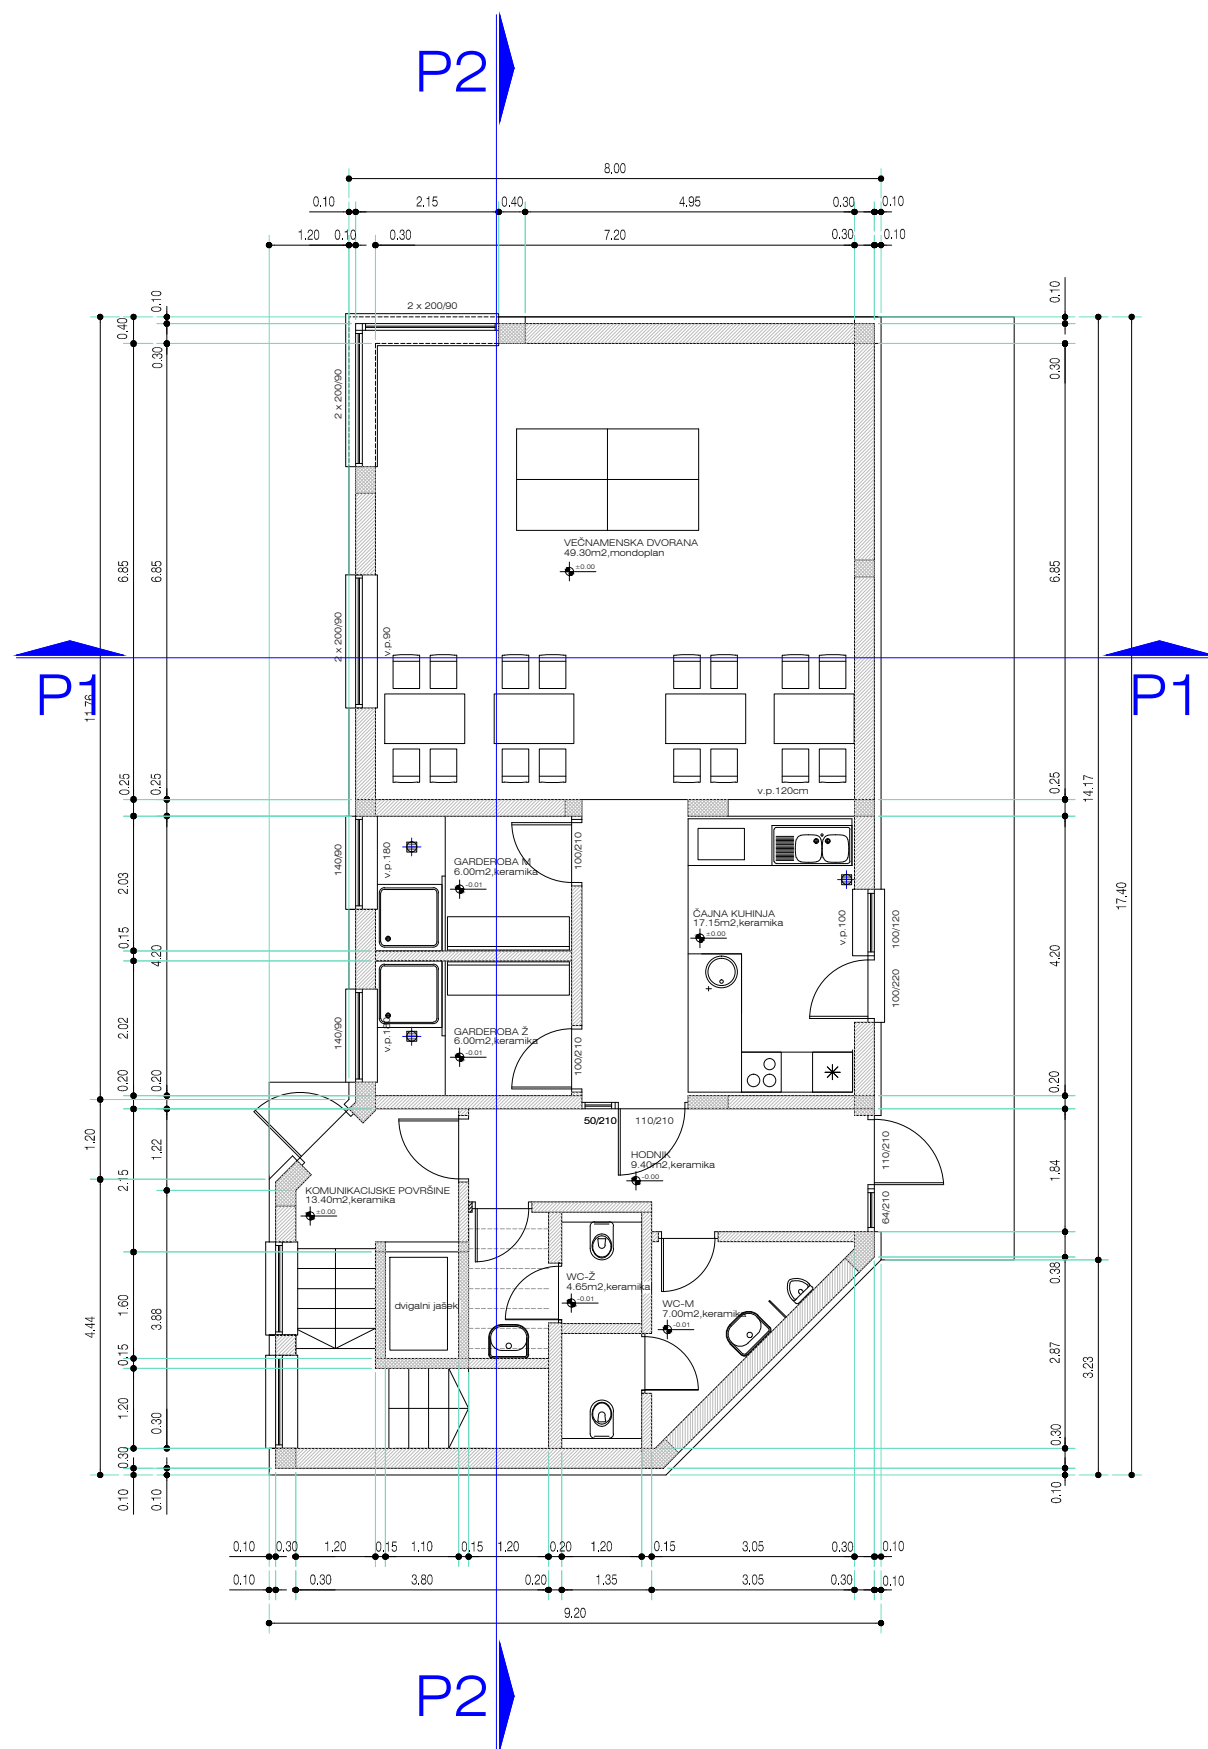 P2
8.00
0.10 2.15 0.40 4.95 0.30 0.10
1.20 0.10 0.30 7.20 0.30 0.10
2 x 200/90
0.10
0.40
0.30
0.10
0.30
2 x 200/90
VEČNAMENSKA DVORANA
49.30m2,mondoplan
±0.00
6.85
6.85
6.85
2 x 200/90
v.p.90
P1
P1
11.76
v.p.120cm
0.25
0.25
0.25
14.17
17.40
140/90
v.p.180
GARDEROBA M
6.00m2,keramika
-0.01
100/210
2.03
0.15
4.20
4.20
ČAJNA KUHINJA
17.15m2,keramika
±0.00
v.p.100
100/120
100/220
140/90
GARDEROBA Ž
6.00m2,keramika
-0.01
100/210
2.02
0.20
0.20
0.20
50/210
110/210
1.20
2.15
1.22
1.84
HODNIK
9.40m2,keramika
-0.00
110/210
64/210
KOMUNIKACIJSKE POVRŠINE
13.40m2,keramika
±0.00
WC-Ž
4.65m2,keramika
-0.01
WC-M
7.00m2,keramika
-0.01
dvigalni jašek
0.38
4.44
1.60
3.88
0.15
1.20
0.30
0.30
0.10
0.10
2.87
3.23
0.30
0.10
0.10 0.30 1.20 0.15 1.10 0.15 1.20 0.20 1.20 0.15 3.05 0.30 0.10
0.10 0.30 3.80 0.20 1.35 3.05 0.30 0.10
9.20
P2